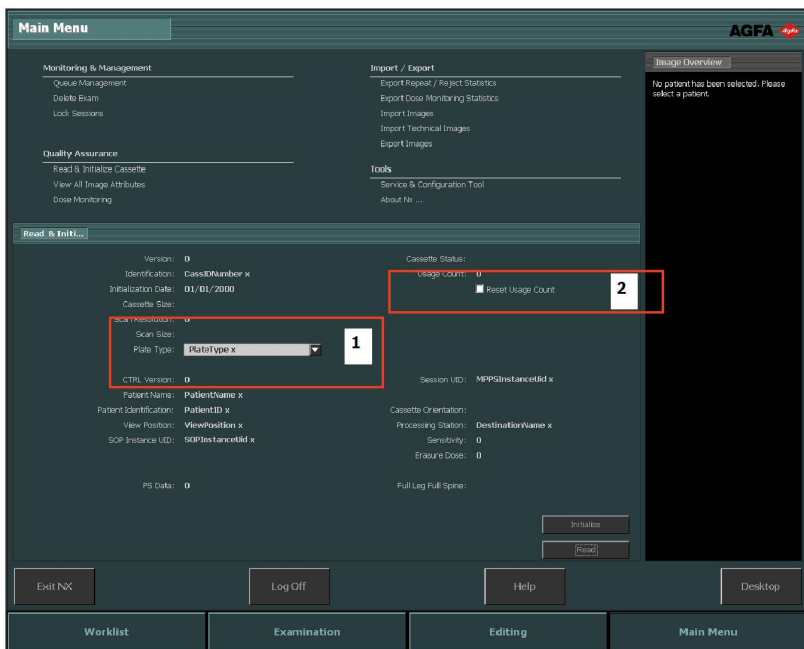 Main Menu
AGFA Agfa
Monitoring & Management
Queue Management
Delete Exam
Lock Sessions
Quality Assurance
Read & Initialize Cassette
View All Image Attributes
Dose Monitoring
Import / Export
Export Repeat / Reject Statistics
Export Dose Monitoring Statistics
Import Images
Import Technical Images
Export Images
Tools
Service & Configuration Tool
About Nx ...
Image Overview
No patient has been selected. Please
select a patient.
Read & Initi...
Version: 0
Identification: CassIDNumber x
Initialization Date: 01/01/2000
Cassette Size:
Scan Resolution: 0
Scan Size:
Plate Type: PlateType x
1
CTRL Version: 0
Patient Name: PatientName x
Patient Identification: PatientID x
View Position: ViewPosition x
SOP Instance UID: SOPInstanceUid x
PS Data: 0
Cassette Status:
Usage Count: 0
Reset Usage Count
2
Session UID: MPPSInstanceUid x
Cassette Orientation:
Processing Station: DestinationName x
Sensitivity: 0
Erasure Dose: 0
Full Leg Full Spine:
Initialize
Read
Exit NX
Log Off
Help
Desktop
Worklist
Examination
Editing
Main Menu